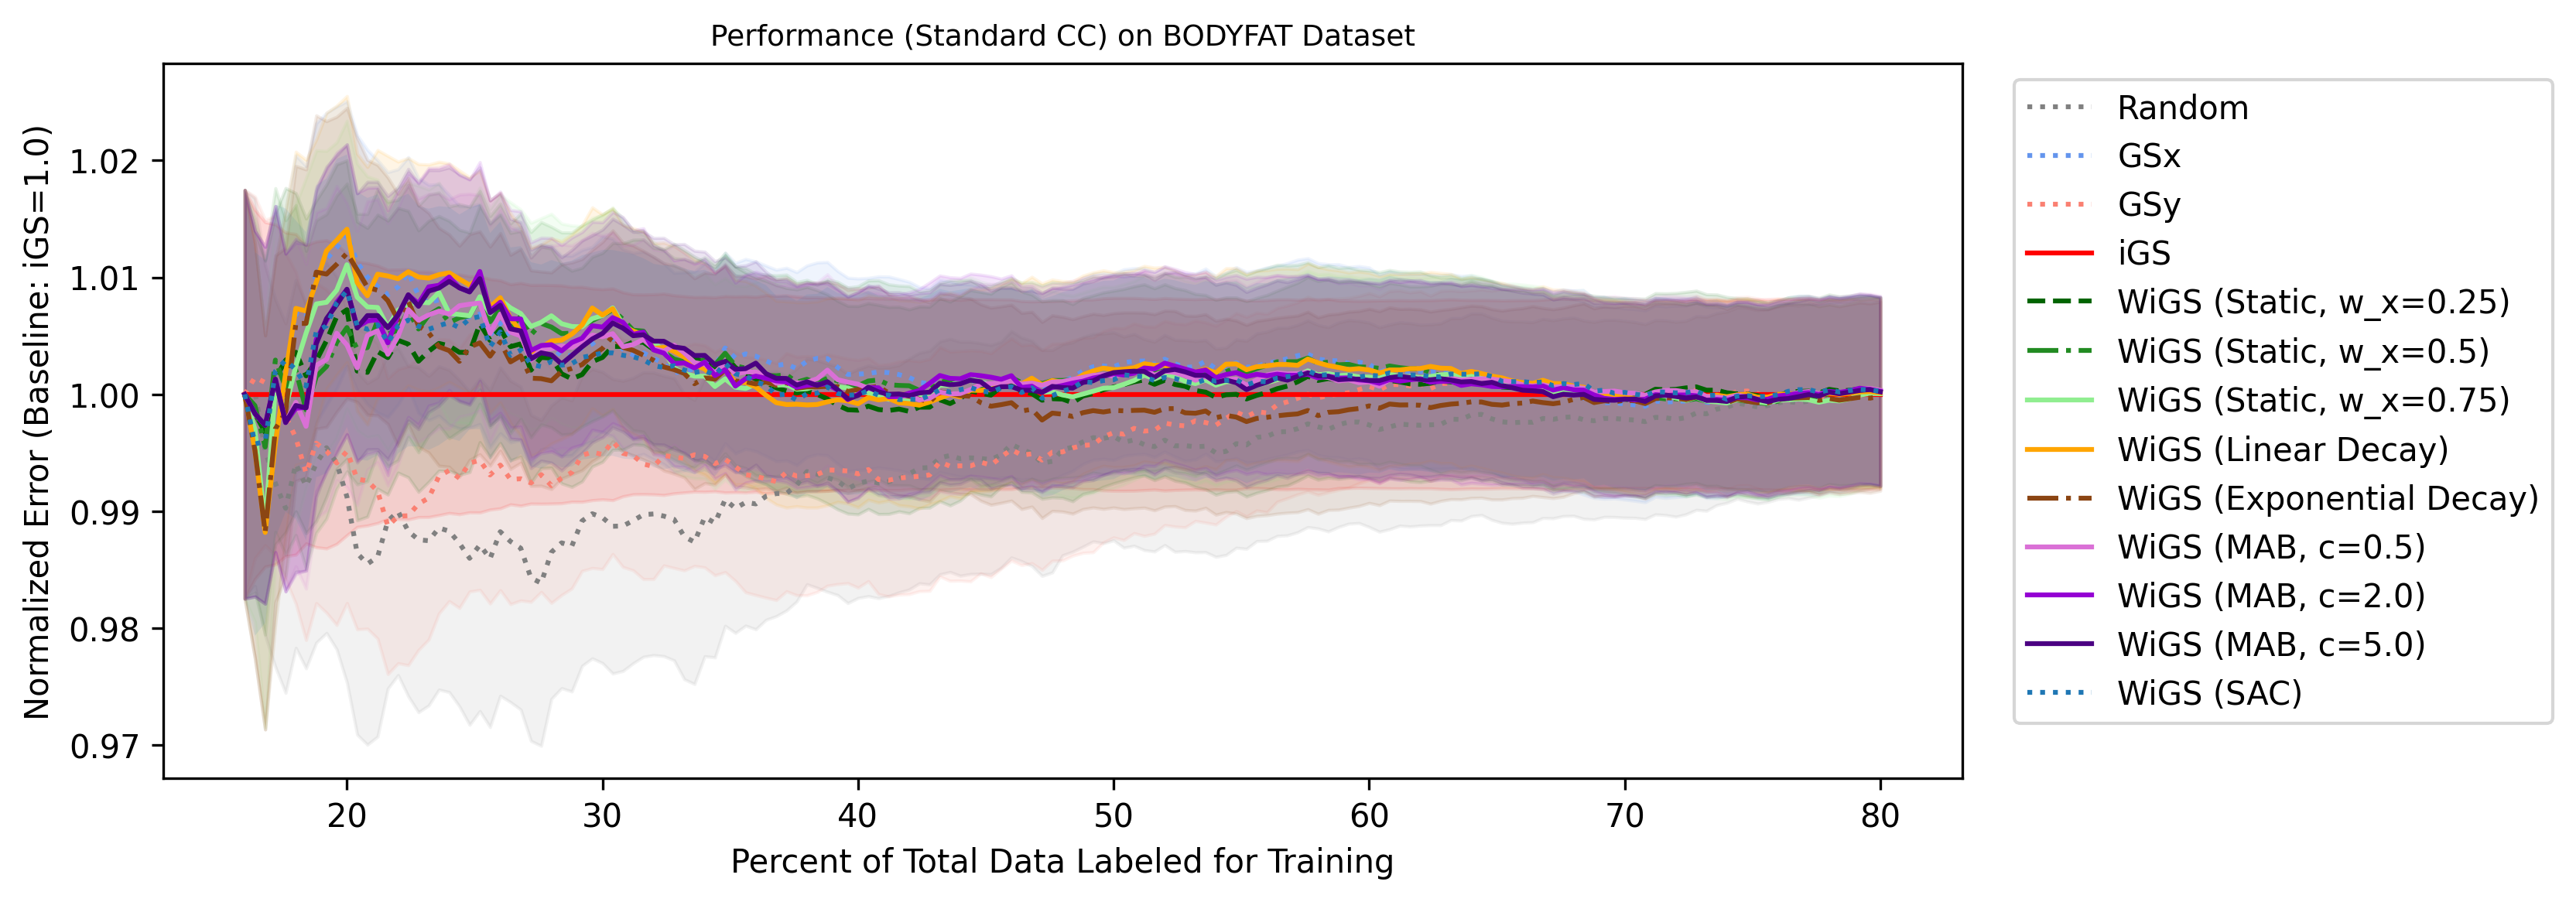 Performance (Standard CC) on BODYFAT Dataset
Normalized Error (Baseline: iGS=1.0)
1.02
1.01
1.00
0.99
0.98
0.97
20
30
40
50
60
70
80
Percent of Total Data Labeled for Training
Random
GSx
GSy
iGS
WiGS (Static, w_x=0.25)
WiGS (Static, w_x=0.5)
WiGS (Static, w_x=0.75)
WiGS (Linear Decay)
WiGS (Exponential Decay)
WiGS (MAB, c=0.5)
WiGS (MAB, c=2.0)
WiGS (MAB, c=5.0)
WiGS (SAC)